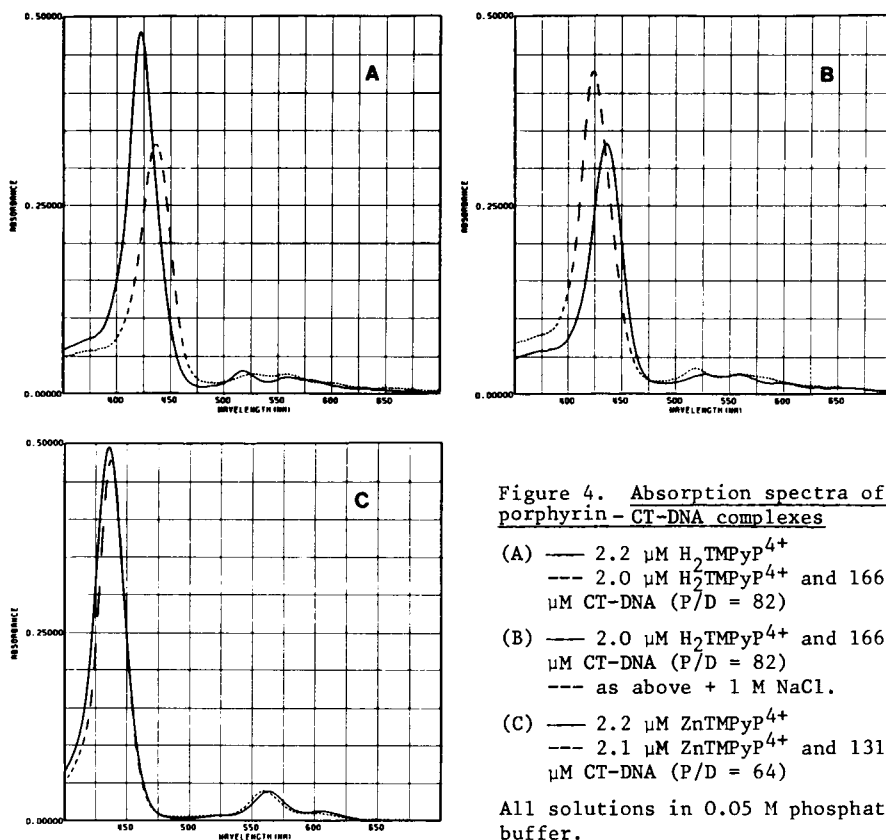 0.50000
A
0.25000
ABSORBANCE
0.00000
400 450 500 550 600 650
WAVELENGTH (NM)
0.50000
B
0.25000
ABSORBANCE
0.00000
400 450 500 550 600 650
WAVELENGTH (NM)
0.50000
C
0.25000
ABSORBANCE
0.00000
450 500 550 600 650
WAVELENGTH (NM)
Figure 4. Absorption spectra of
porphyrin - CT-DNA complexes
(A) —— 2.2 μM H₂TMPyP⁴⁺
--- 2.0 μM H₂TMPyP⁴⁺ and 166
μM CT-DNA (P/D = 82)
(B) —— 2.0 μM H₂TMPyP⁴⁺ and 166
μM CT-DNA (P/D = 82)
--- as above + 1 M NaCl.
(C) —— 2.2 μM ZnTMPyP⁴⁺
--- 2.1 μM ZnTMPyP⁴⁺ and 131
μM CT-DNA (P/D = 64)
All solutions in 0.05 M phosphat
buffer.